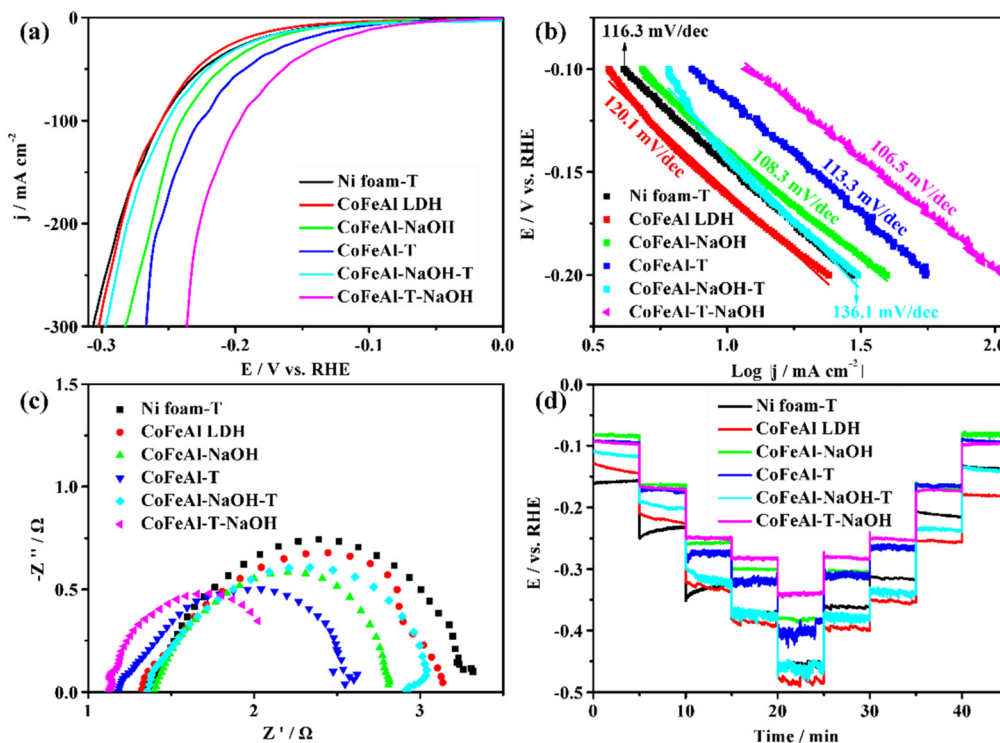 (a)
0
-100
-200
-300
j / mA cm⁻²
-0.3
-0.2
-0.1
0.0
E / V vs. RHE
Ni foam-T
CoFeAl LDH
CoFeAl-NaOH
CoFeAl-T
CoFeAl-NaOH-T
CoFeAl-T-NaOH
(b)
116.3 mV/dec
120.1 mV/dec
108.3 mV/dec
113.3 mV/dec
106.5 mV/dec
136.1 mV/dec
-0.10
-0.15
-0.20
E / V vs. RHE
Ni foam-T
CoFeAl LDH
CoFeAl-NaOH
CoFeAl-T
CoFeAl-NaOH-T
CoFeAl-T-NaOH
0.5
1.0
1.5
2.0
Log |j / mA cm⁻²|
(c)
1.5
1.0
0.5
0.0
-Z'' / Ω
Ni foam-T
CoFeAl LDH
CoFeAl-NaOH
CoFeAl-T
CoFeAl-NaOH-T
CoFeAl-T-NaOH
1
2
3
Z' / Ω
(d)
0.0
-0.1
-0.2
-0.3
-0.4
-0.5
E / vs. RHE
Ni foam-T
CoFeAl LDH
CoFeAl-NaOH
CoFeAl-T
CoFeAl-NaOH-T
CoFeAl-T-NaOH
0
10
20
30
40
Time / min